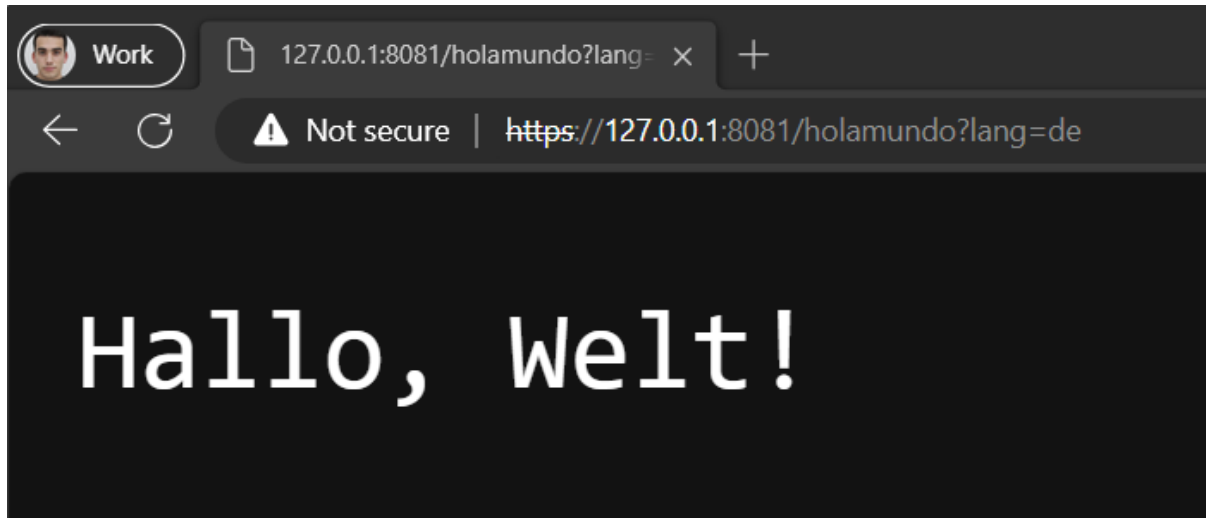 Work
127.0.0.1:8081/holamundo?lang=
Not secure | https://127.0.0.1:8081/holamundo?lang=de
Hallo, Welt!